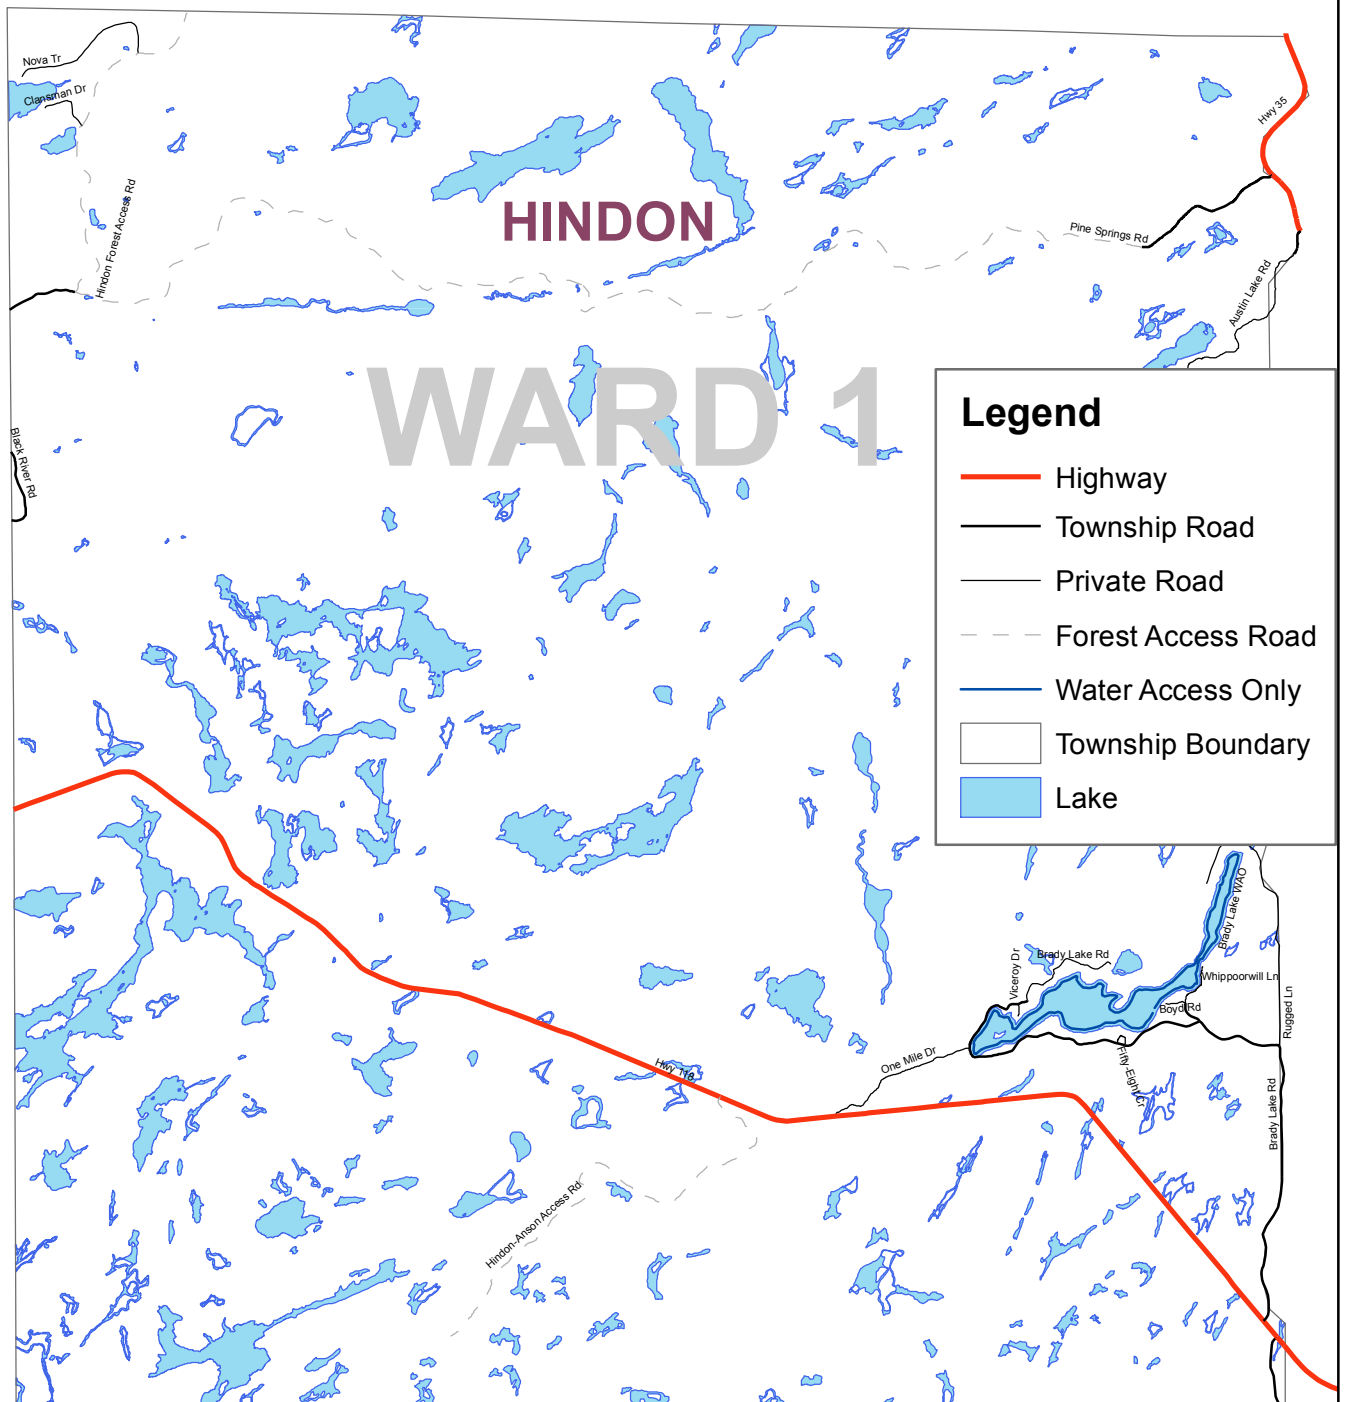 Nova Tr
Clansman Dr
Hwy 35
Hindon Forest Access Rd
HINDON
Pine Springs Rd
Austin Lake Rd
WARD 1
Black River Rd
Legend
Highway
Township Road
Private Road
Forest Access Road
Water Access Only
Township Boundary
Lake
Brady Lake WAO
Viceroy Dr
Brady Lake Rd
Whippoorwill Ln
Boyd Rd
Rugged Ln
One Mile Dr
Fifty-Eight Cr
Hwy 118
Brady Lake Rd
Hindon-Anson Access Rd